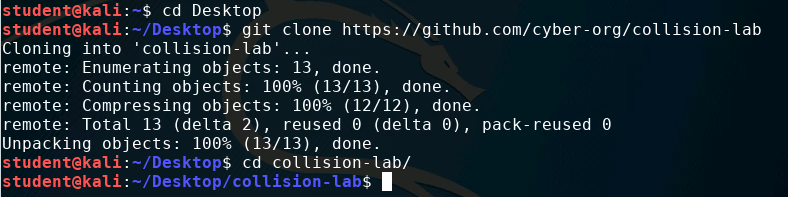 student@kali:~$ cd Desktop
student@kali:~/Desktop$ git clone https://github.com/cyber-org/collision-lab
Cloning into 'collision-lab'...
remote: Enumerating objects: 13, done.
remote: Counting objects: 100% (13/13), done.
remote: Compressing objects: 100% (12/12), done.
remote: Total 13 (delta 2), reused 0 (delta 0), pack-reused 0
Unpacking objects: 100% (13/13), done.
student@kali:~/Desktop$ cd collision-lab/
student@kali:~/Desktop/collision-lab$